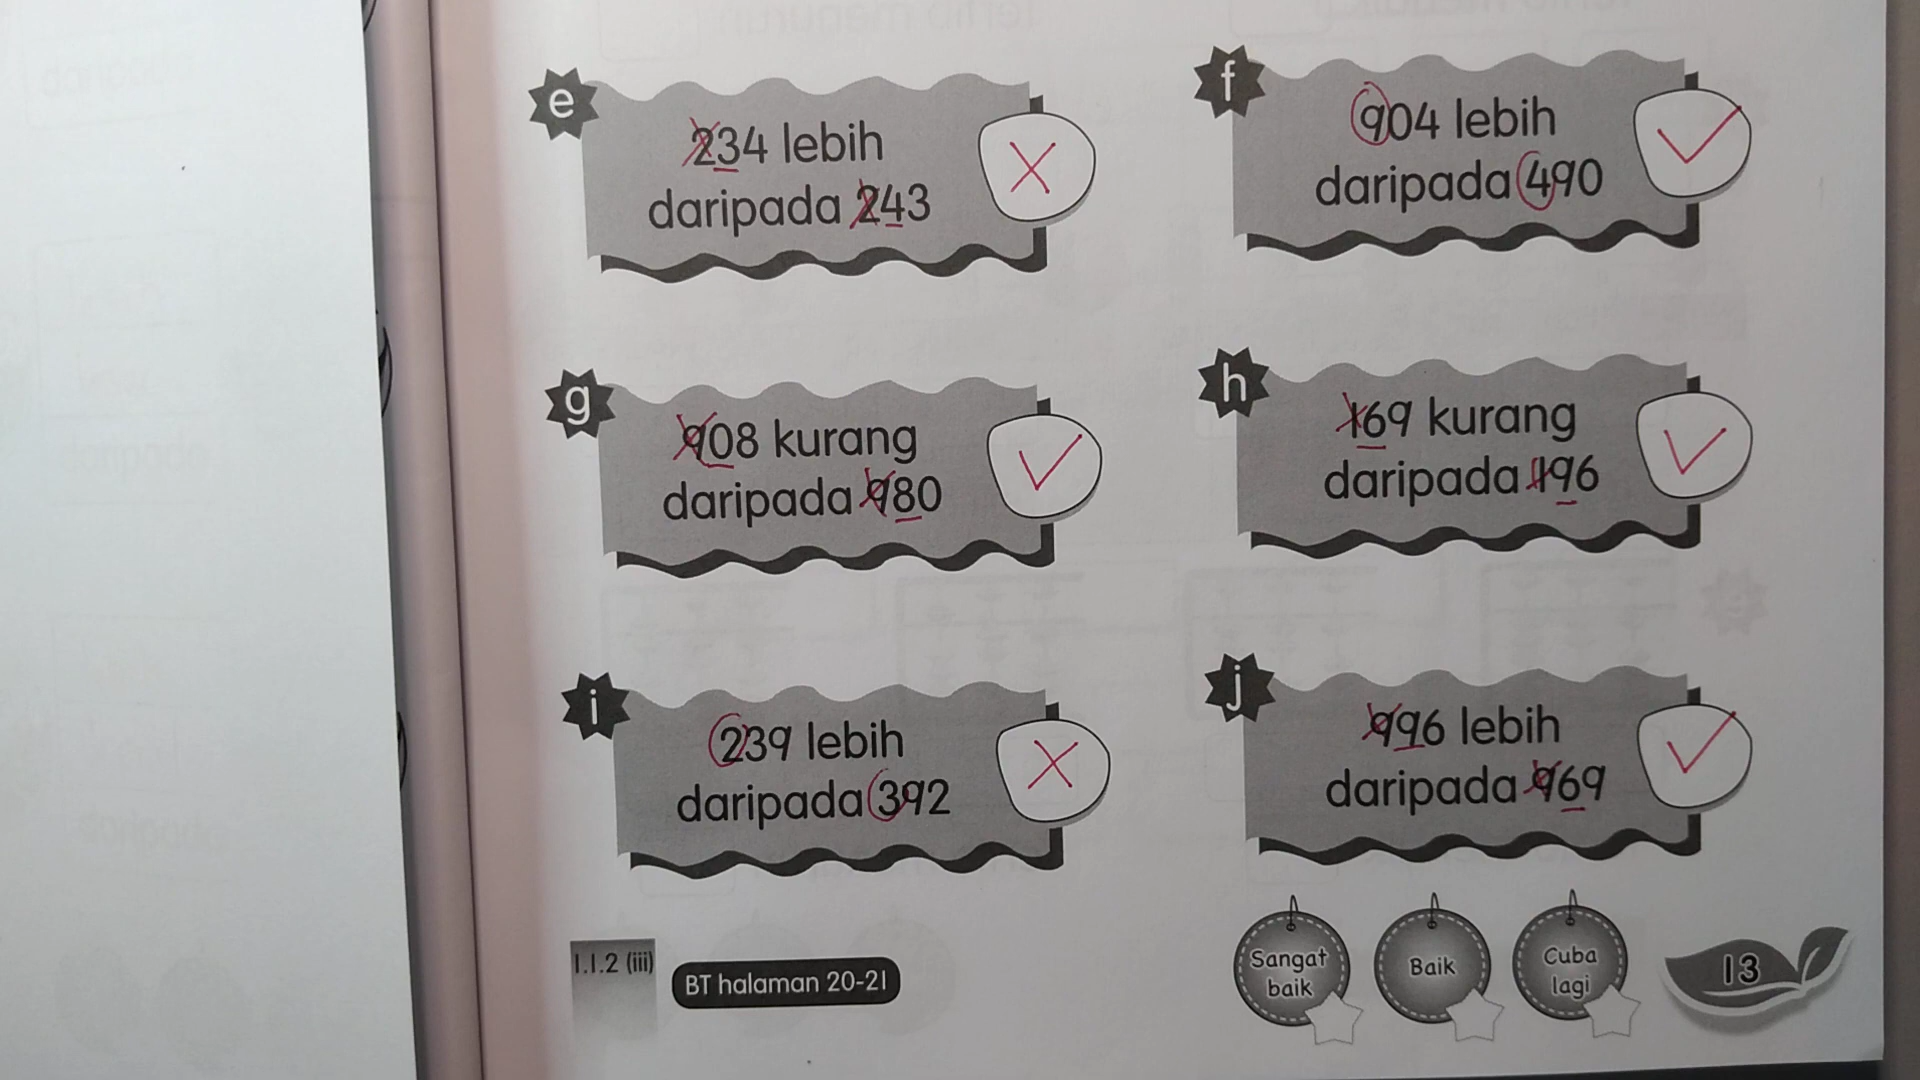 e
234 lebih
daripada 243
X
f
904 lebih
daripada 490
✓
g
908 kurang
daripada 980
✓
h
169 kurang
daripada 196
✓
i
239 lebih
daripada 392
X
j
996 lebih
daripada 969
✓
1.1.2 (iii)
BT halaman 20-21
Sangat
baik
Baik
Cuba
lagi
13